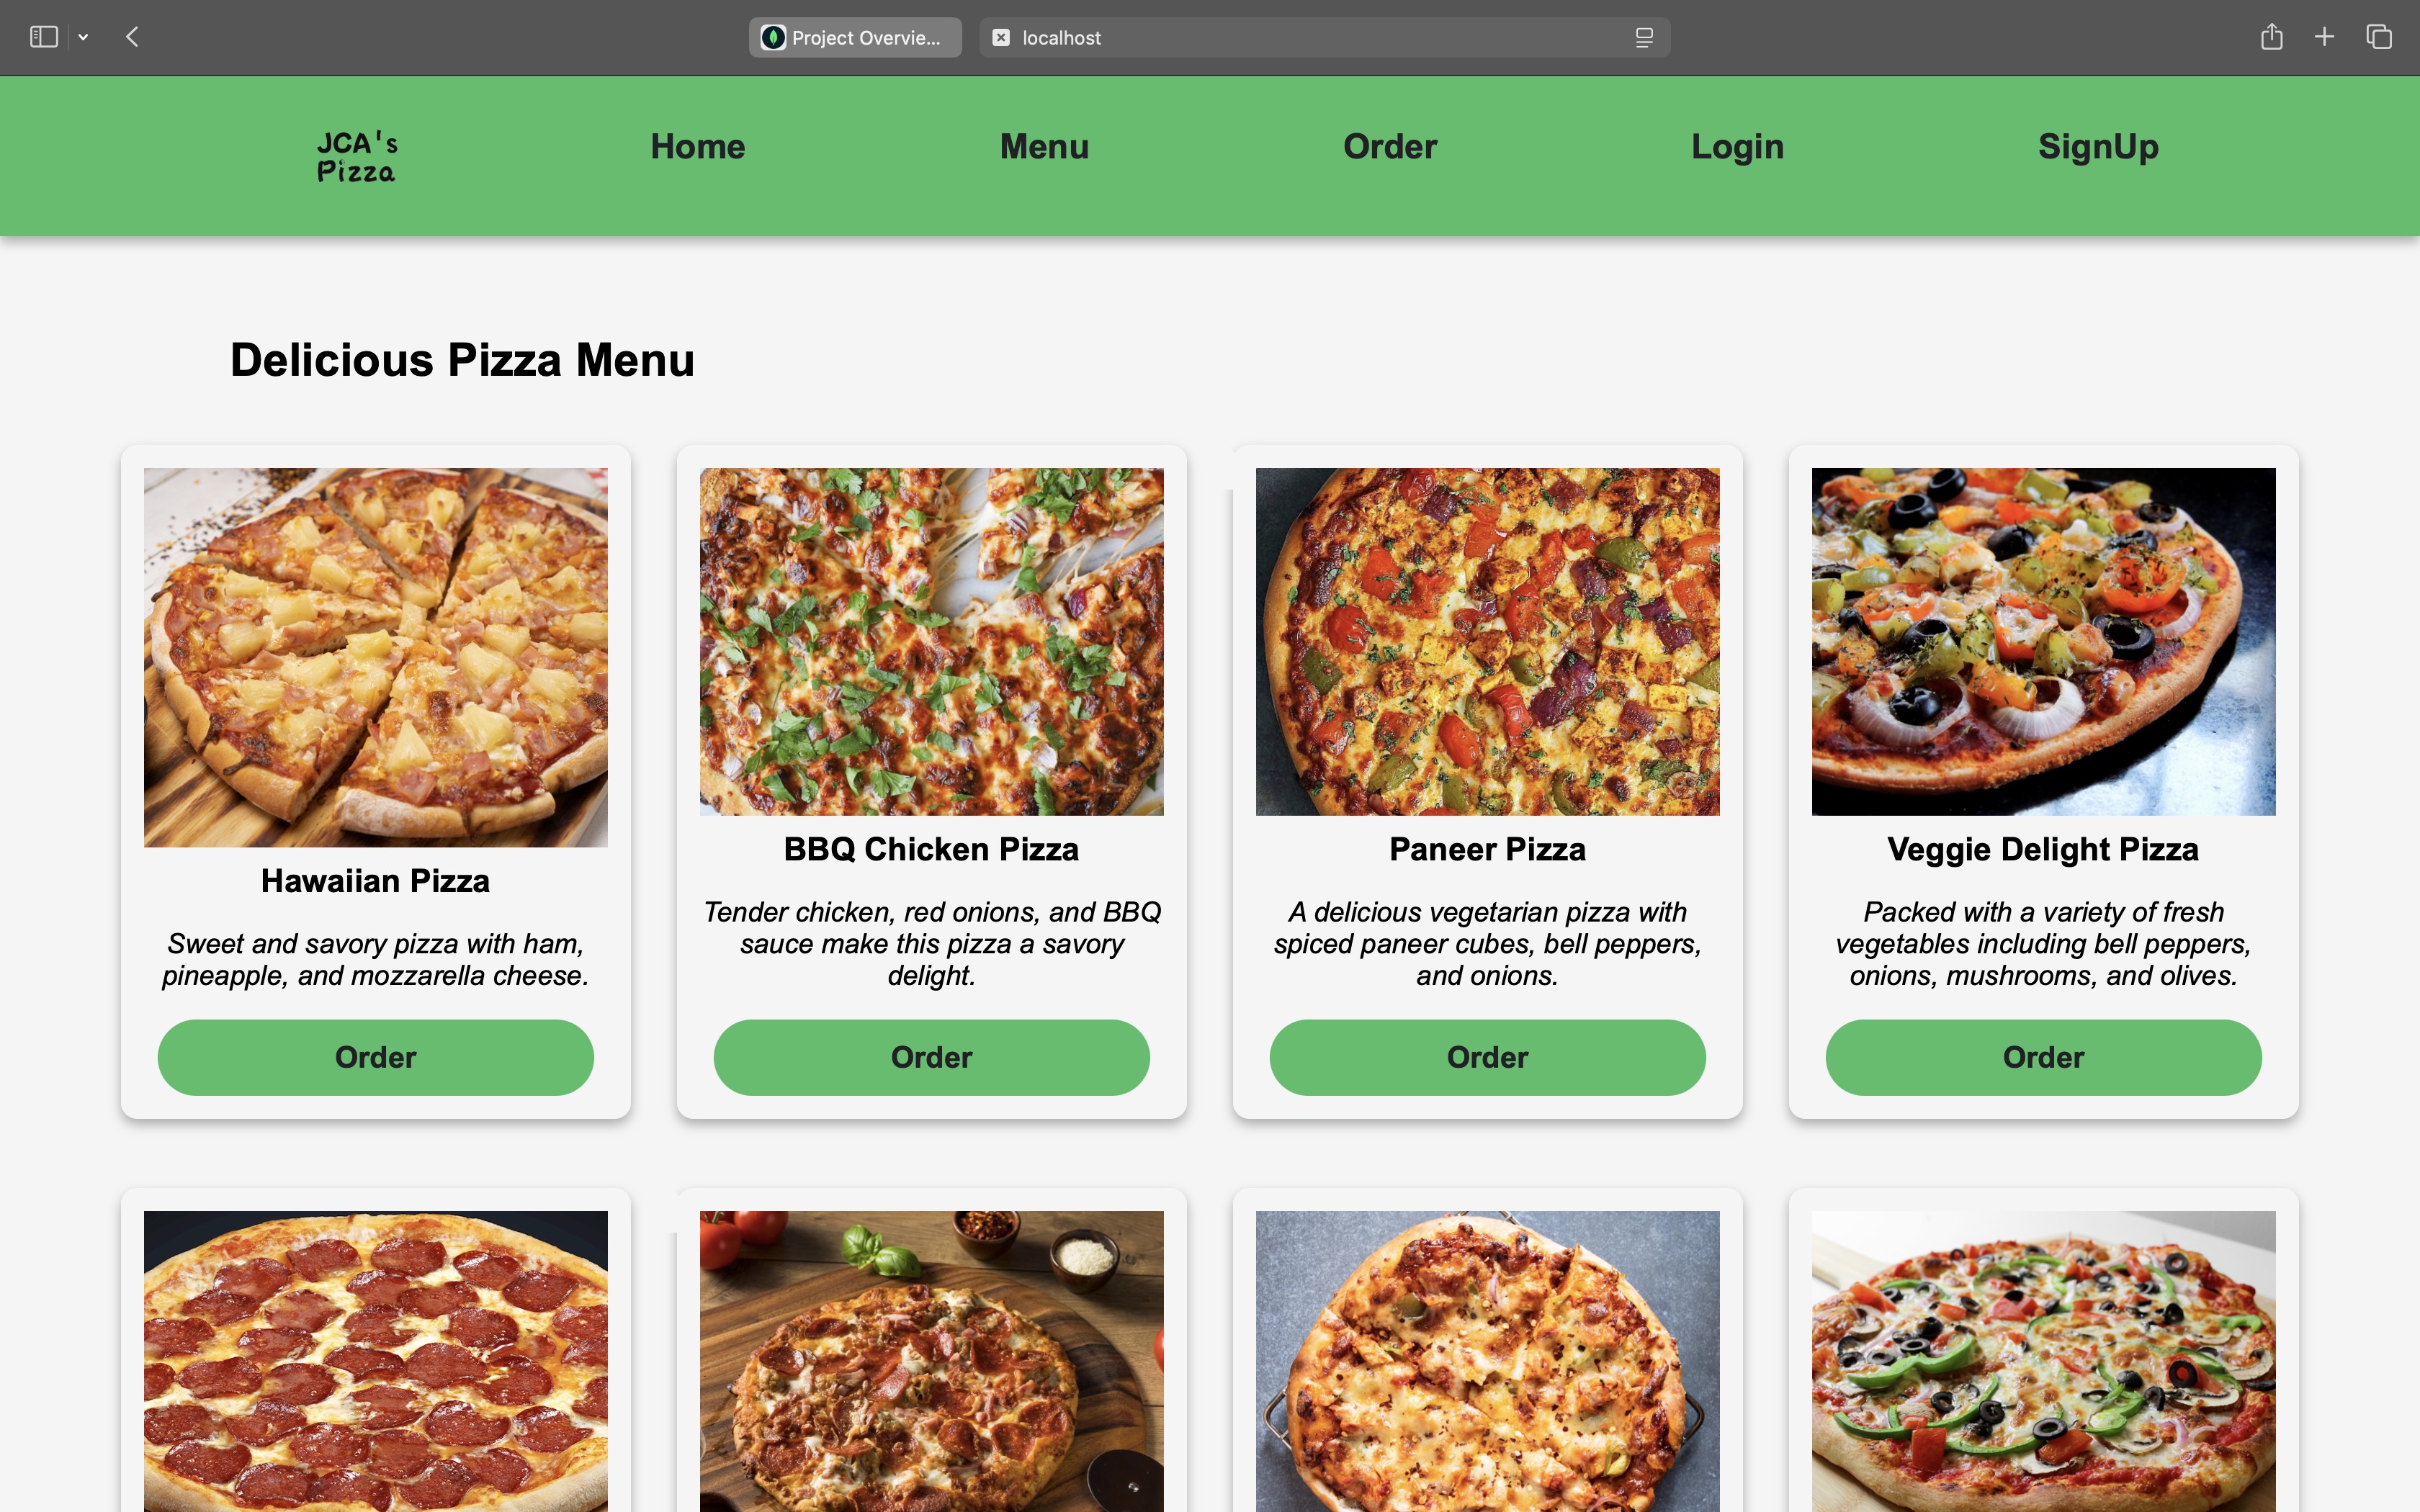 Project Overvie...
localhost
JCA's
Pizza
Home
Menu
Order
Login
SignUp
Delicious Pizza Menu
Hawaiian Pizza
Sweet and savory pizza with ham,
pineapple, and mozzarella cheese.
Order
BBQ Chicken Pizza
Tender chicken, red onions, and BBQ
sauce make this pizza a savory
delight.
Order
Paneer Pizza
A delicious vegetarian pizza with
spiced paneer cubes, bell peppers,
and onions.
Order
Veggie Delight Pizza
Packed with a variety of fresh
vegetables including bell peppers,
onions, mushrooms, and olives.
Order